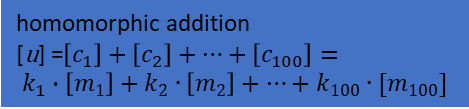 homomorphic addition
[u] =[c₁] + [c₂] + ⋯ + [c₁₀₀] =
k₁ · [m₁] + k₂ · [m₂] + ⋯ + k₁₀₀ · [m₁₀₀]